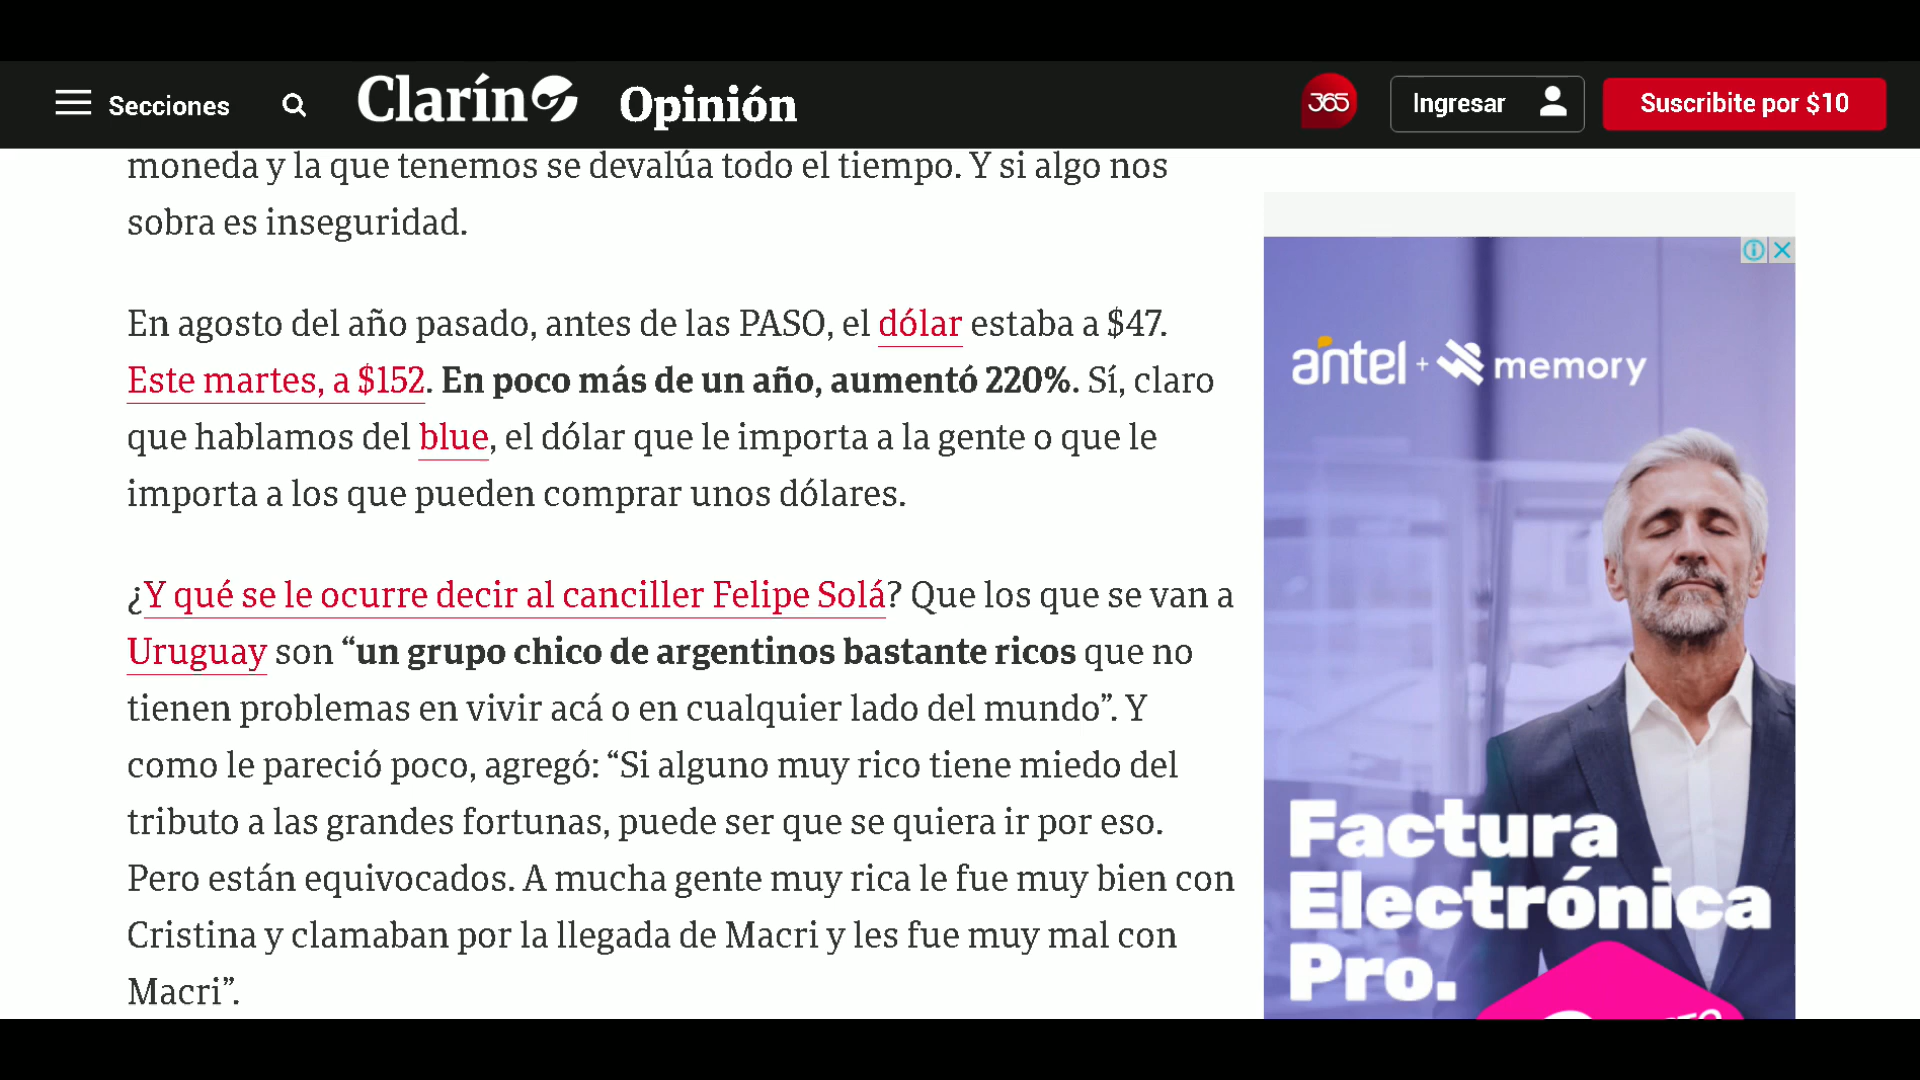 Secciones
Clarín
Opinión
365
Ingresar
Suscribite por $10
moneda y la que tenemos se devalúa todo el tiempo. Y si algo nos
sobra es inseguridad.
En agosto del año pasado, antes de las PASO, el dólar estaba a $47.
Este martes, a $152. En poco más de un año, aumentó 220%. Sí, claro
que hablamos del blue, el dólar que le importa a la gente o que le
importa a los que pueden comprar unos dólares.
¿Y qué se le ocurre decir al canciller Felipe Solá? Que los que se van a
Uruguay son “un grupo chico de argentinos bastante ricos que no
tienen problemas en vivir acá o en cualquier lado del mundo”. Y
como le pareció poco, agregó: “Si alguno muy rico tiene miedo del
tributo a las grandes fortunas, puede ser que se quiera ir por eso.
Pero están equivocados. A mucha gente muy rica le fue muy bien con
Cristina y clamaban por la llegada de Macri y les fue muy mal con
Macri”.
antel + memory
Factura
Electrónica
Pro.